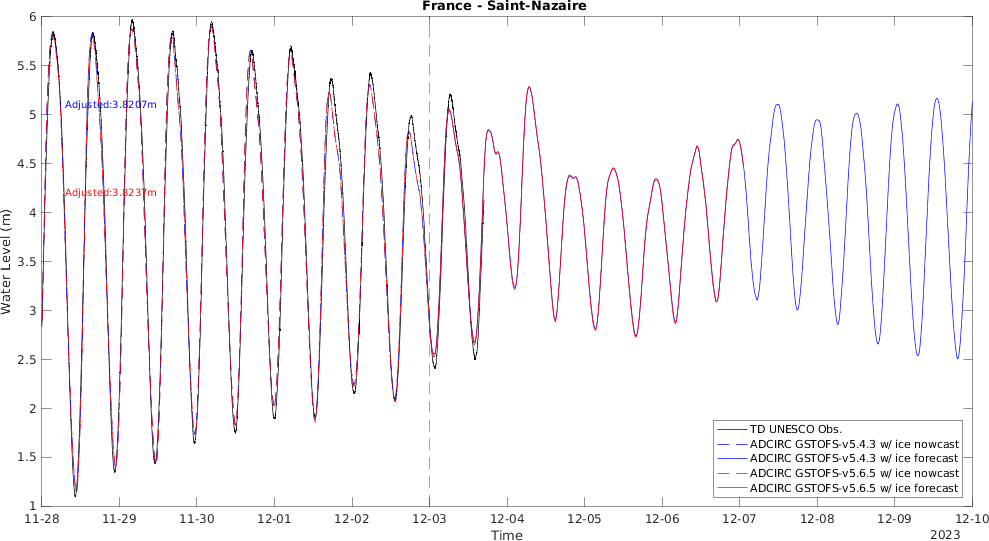 France - Saint-Nazaire
6
5.5
5
4.5
4
3.5
3
2.5
2
1.5
1
Water Level (m)
Adjusted:3.8207m
Adjusted:3.8237m
TD UNESCO Obs.
ADCIRC GSTOFS-v5.4.3 w/ ice nowcast
ADCIRC GSTOFS-v5.4.3 w/ ice forecast
ADCIRC GSTOFS-v5.6.5 w/ ice nowcast
ADCIRC GSTOFS-v5.6.5 w/ ice forecast
11-28 11-29 11-30 12-01 12-02 12-03 12-04 12-05 12-06 12-07 12-08 12-09 12-10
Time
2023